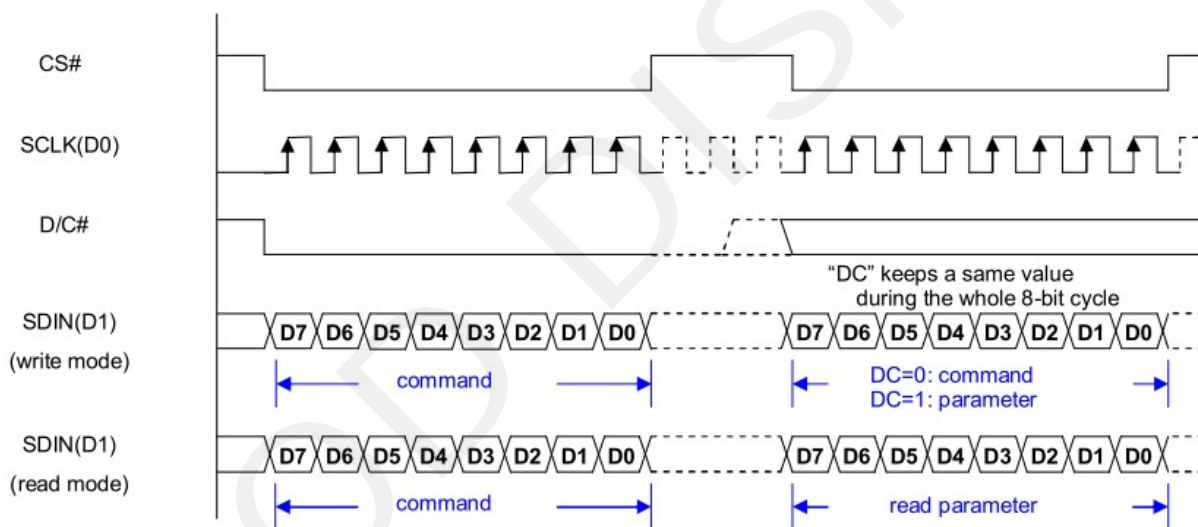 CS#
SCLK(D0)
D/C#
“DC” keeps a same value
during the whole 8-bit cycle
SDIN(D1)
(write mode)
D7 D6 D5 D4 D3 D2 D1 D0
D7 D6 D5 D4 D3 D2 D1 D0
command
DC=0: command
DC=1: parameter
SDIN(D1)
(read mode)
D7 D6 D5 D4 D3 D2 D1 D0
D7 D6 D5 D4 D3 D2 D1 D0
command
read parameter